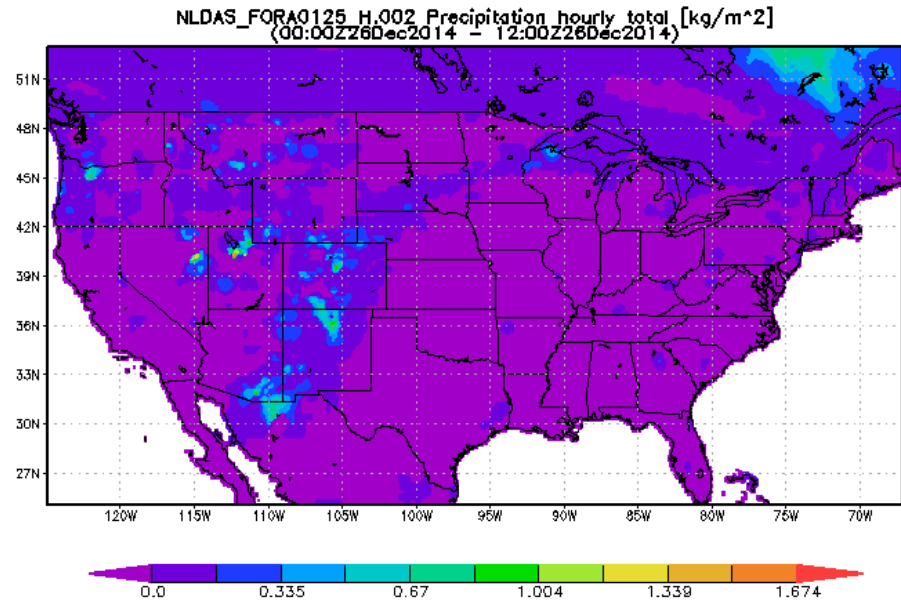 NLDAS_FORA0125_H.002 Precipitation hourly total [kg/m^2]
(00:00Z26Dec2014 - 12:00Z26Dec2014)
51N
48N
45N
42N
39N
36N
33N
30N
27N
120W 115W 110W 105W 100W 95W 90W 85W 80W 75W 70W
0.0 0.335 0.67 1.004 1.339 1.674